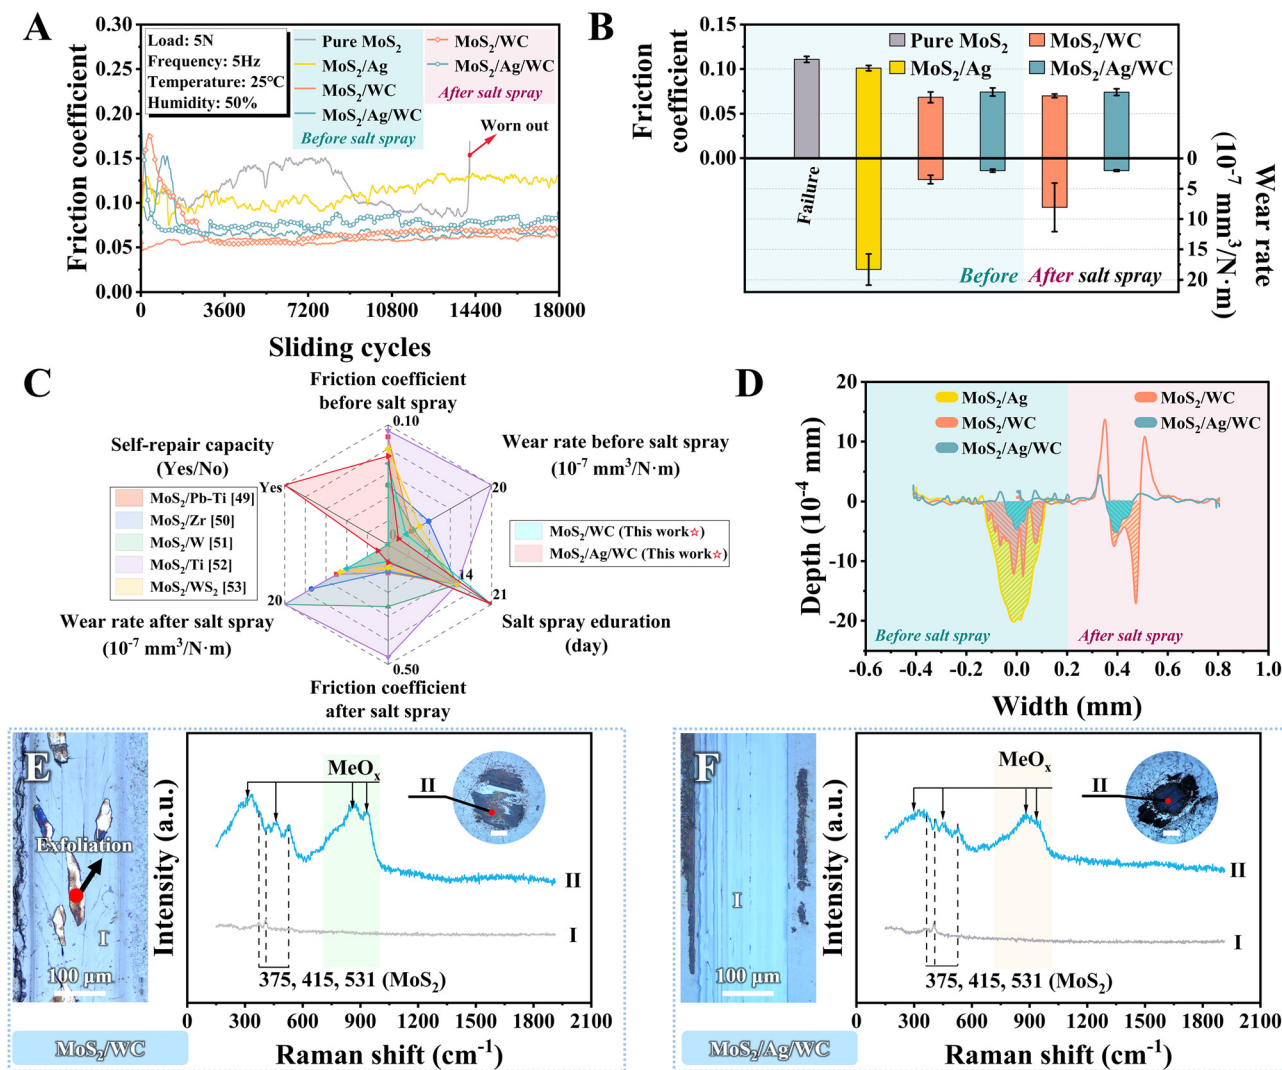 A
Friction coefficient
0.30
0.25
0.20
0.15
0.10
0.05
0.00
Load: 5N
Frequency: 5Hz
Temperature: 25℃
Humidity: 50%
Pure MoS₂
MoS₂/Ag
MoS₂/WC
MoS₂/Ag/WC
Before salt spray
MoS₂/WC
MoS₂/Ag/WC
After salt spray
Worn out
0 3600 7200 10800 14400 18000
Sliding cycles
B
Friction
coefficient
0.15
0.10
0.05
0.00
Pure MoS₂
MoS₂/WC
MoS₂/Ag
MoS₂/Ag/WC
Failure
Before
After salt spray
0
5
10
15
20
Wear rate
(10⁻⁷ mm³/N·m)
C
Friction coefficient
before salt spray
0.10
Self-repair capacity
(Yes/No)
Yes
Wear rate before salt spray
(10⁻⁷ mm³/N·m)
20
0
MoS₂/Pb-Ti [49]
MoS₂/Zr [50]
MoS₂/W [51]
MoS₂/Ti [52]
MoS₂/WS₂ [53]
MoS₂/WC (This work☆)
MoS₂/Ag/WC (This work☆)
14
21
20
Wear rate after salt spray
(10⁻⁷ mm³/N·m)
Salt spray eduration
(day)
0.50
Friction coefficient
after salt spray
D
Depth (10⁻⁴ mm)
20
10
0
-10
-20
MoS₂/Ag
MoS₂/WC
MoS₂/Ag/WC
MoS₂/WC
MoS₂/Ag/WC
Before salt spray
After salt spray
-0.6 -0.4 -0.2 0.0 0.2 0.4 0.6 0.8 1.0
Width (mm)
E
Exfoliation
I
100 μm
MoS₂/WC
Intensity (a.u.)
MeOₓ
II
II
I
375, 415, 531 (MoS₂)
0 300 600 900 1200 1500 1800 2100
Raman shift (cm⁻¹)
F
I
100 μm
MoS₂/Ag/WC
Intensity (a.u.)
MeOₓ
II
II
I
375, 415, 531 (MoS₂)
0 300 600 900 1200 1500 1800 2100
Raman shift (cm⁻¹)